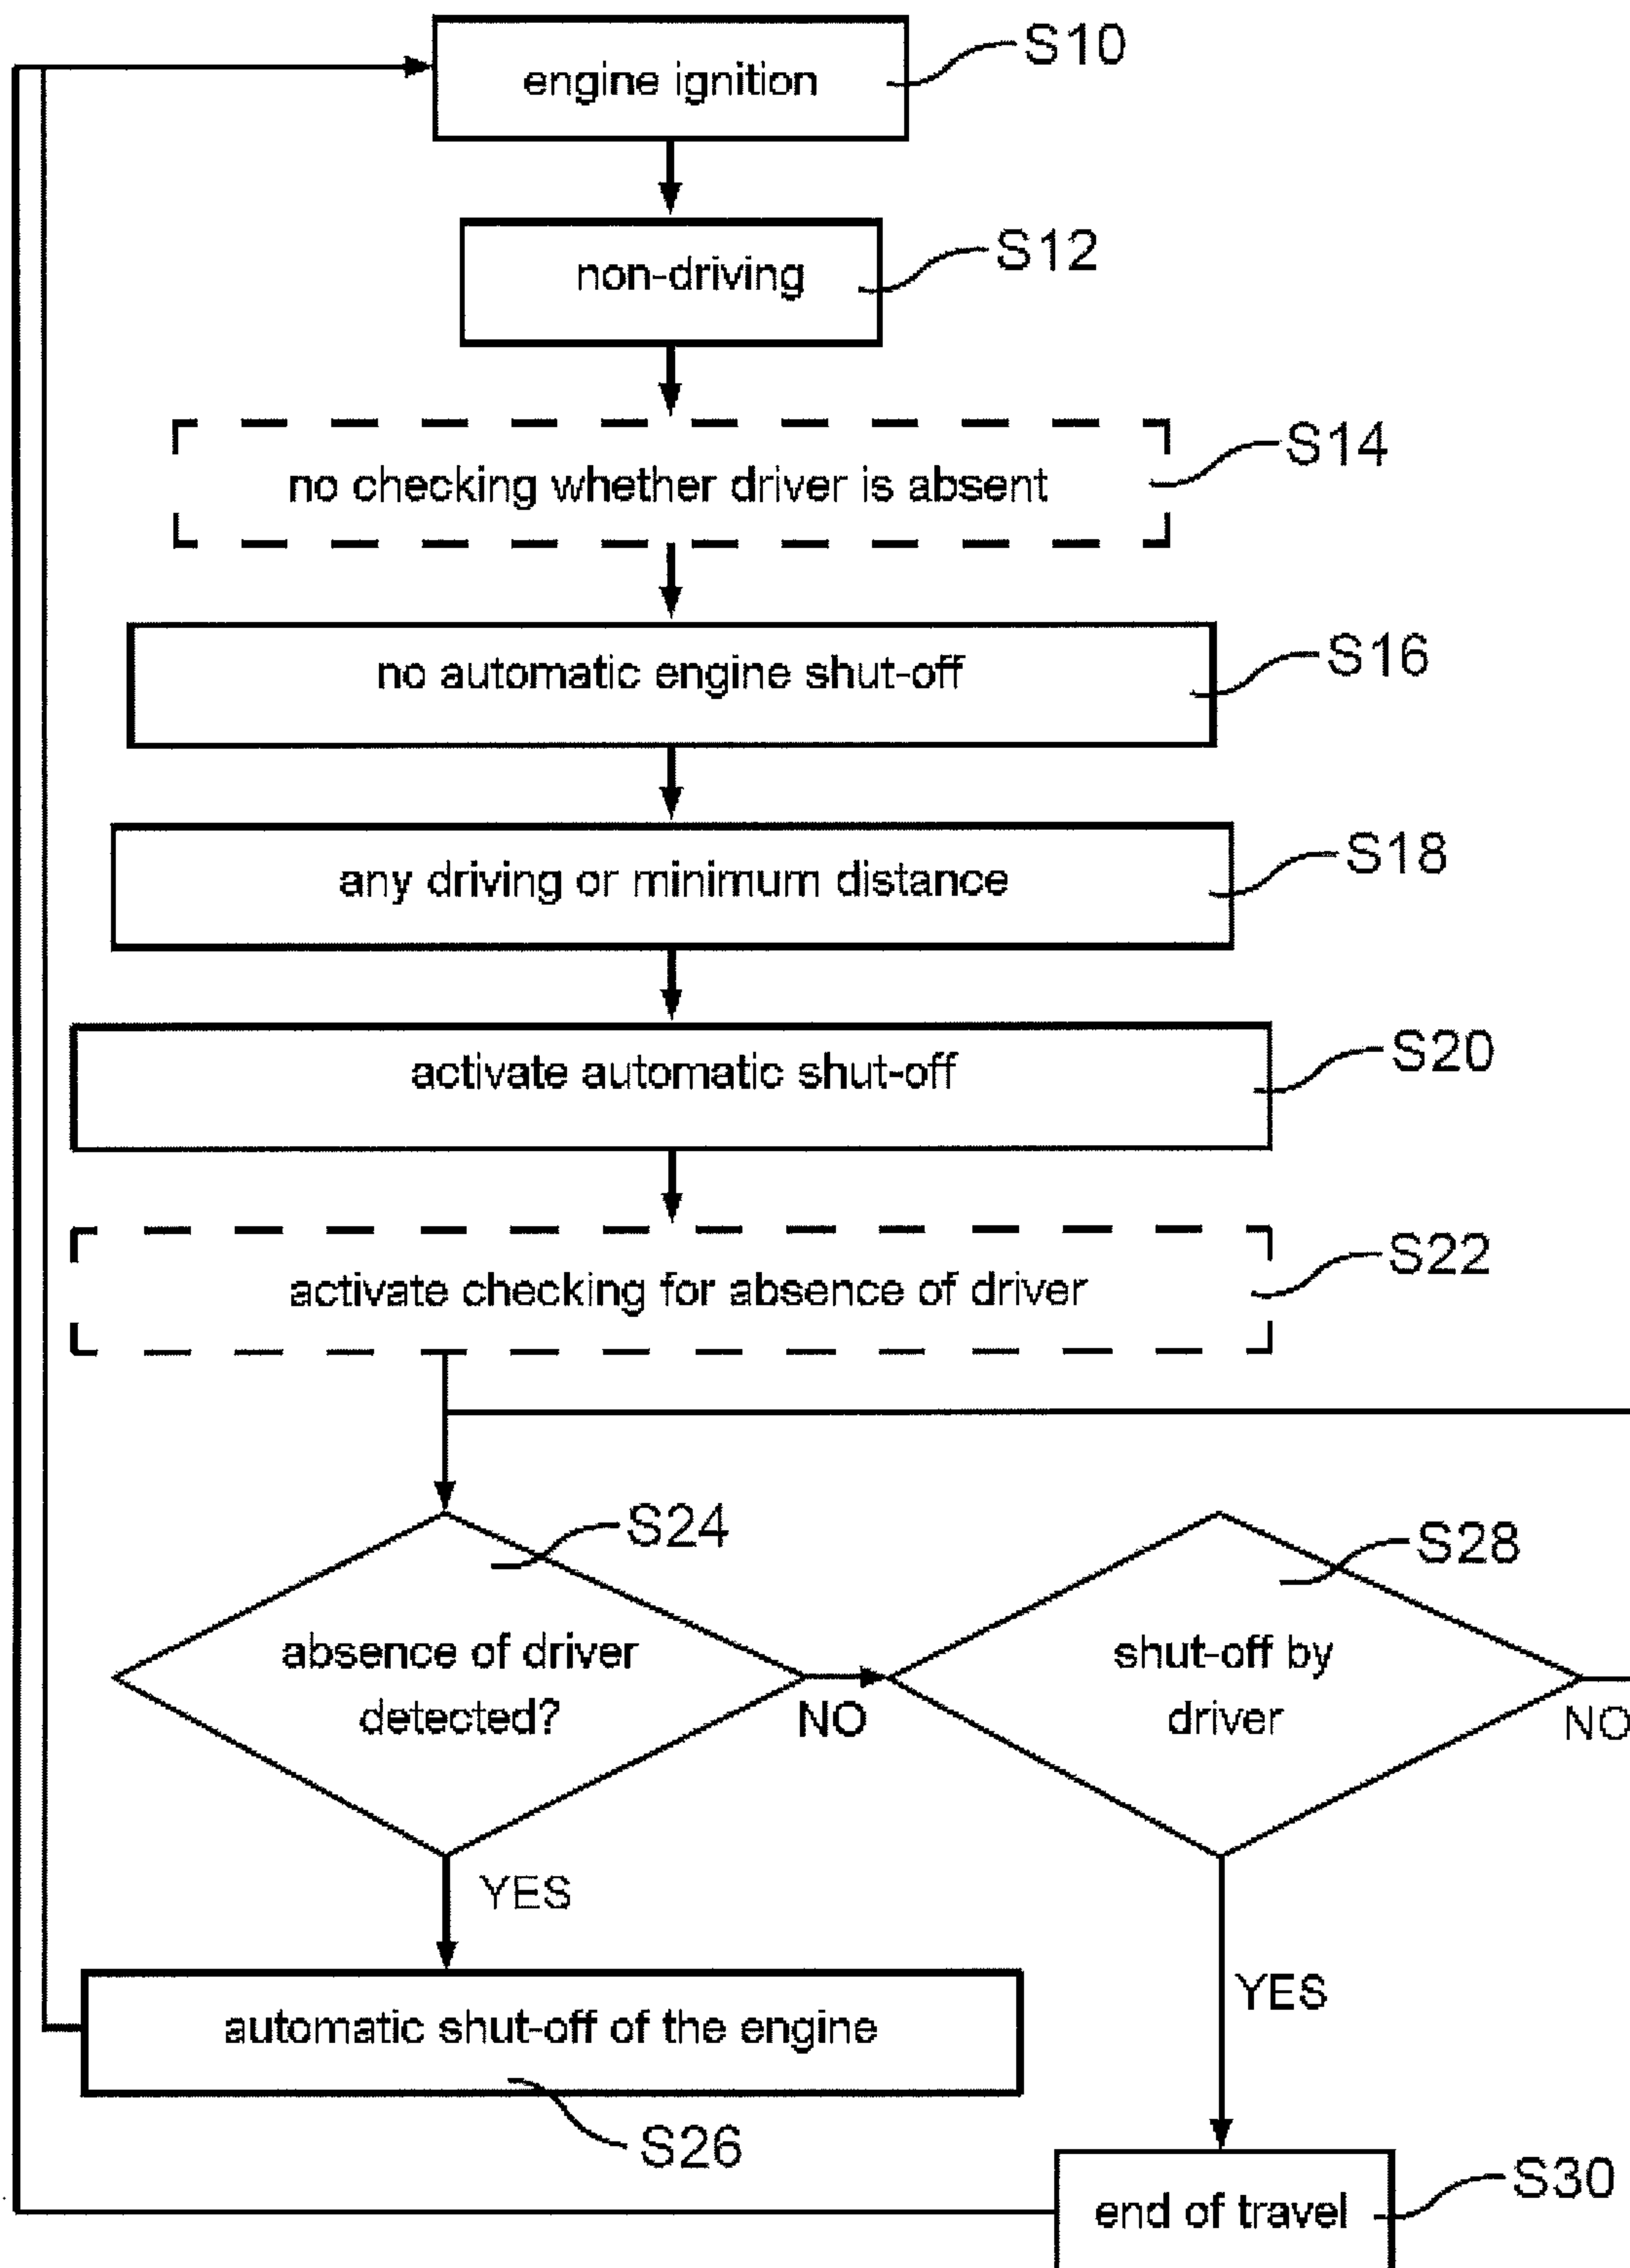 engine ignition
S10
non-driving
S12
no checking whether driver is absent
S14
no automatic engine shut-off
S16
any driving or minimum distance
S18
activate automatic shut-off
S20
activate checking for absence of driver
S22
S24
absence of driver
detected?
NO
S28
shut-off by
driver
NO
YES
automatic shut-off of the engine
S26
YES
end of travel
S30